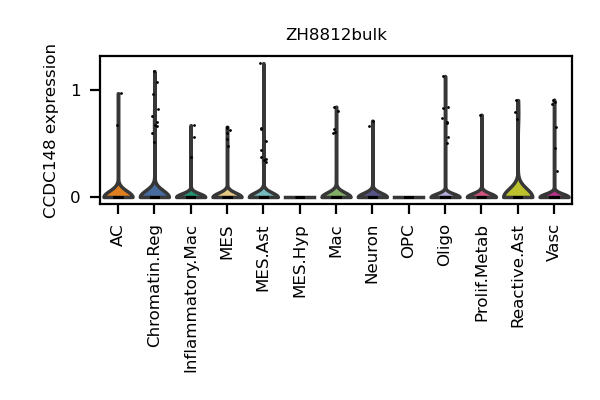 ZH8812bulk
CCDC148 expression
1
0
AC
Chromatin.Reg
Inflammatory.Mac
MES
MES.Ast
MES.Hyp
Mac
Neuron
OPC
Oligo
Prolif.Metab
Reactive.Ast
Vasc